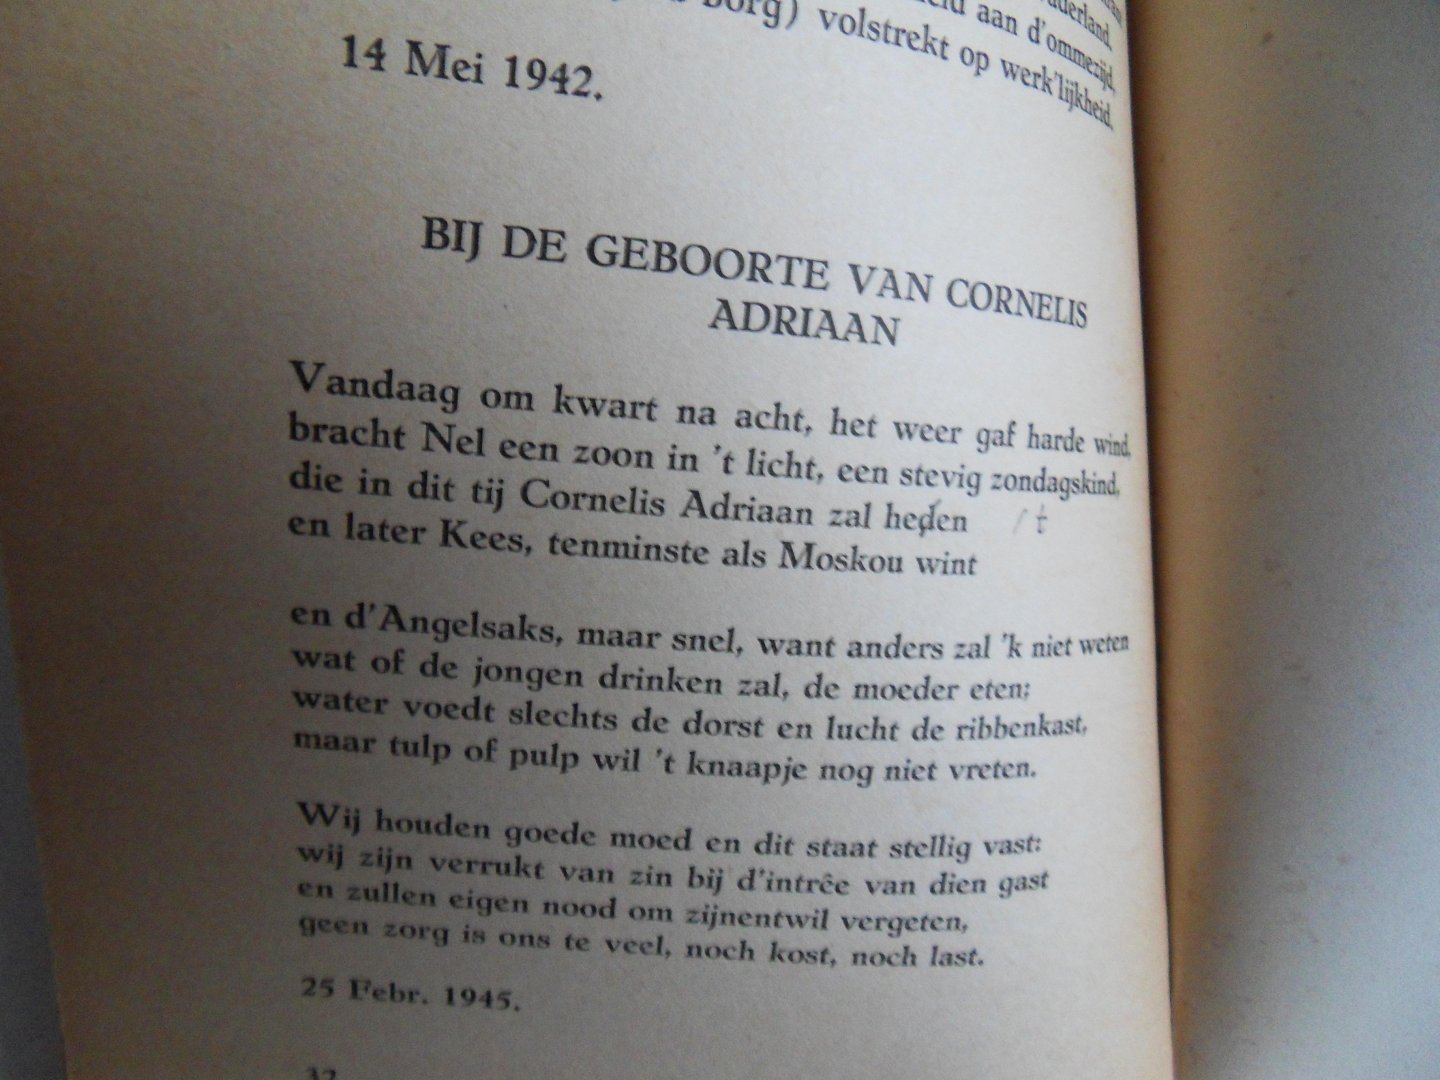 aan d'ommezijd,
volstrekt op werk'lijkheid.
14 Mei 1942.
BIJ DE GEBOORTE VAN CORNELIS
ADRIAAN
Vandaag om kwart na acht, het weer gaf harde wind,
bracht Nel een zoon in 't licht, een stevig zondagskind,
die in dit tij Cornelis Adriaan zal heden / t
en later Kees, tenminste als Moskou wint
en d'Angelsaks, maar snel, want anders zal 'k niet weten
wat of de jongen drinken zal, de moeder eten;
water voedt slechts de dorst en lucht de ribbenkast,
maar tulp of pulp wil 't knaapje nog niet vreten.
Wij houden goede moed en dit staat stellig vast:
wij zijn verrukt van zin bij d'intrêe van dien gast
en zullen eigen nood om zijnentwil vergeten,
geen zorg is ons te veel, noch kost, noch last.
25 Febr. 1945.
32